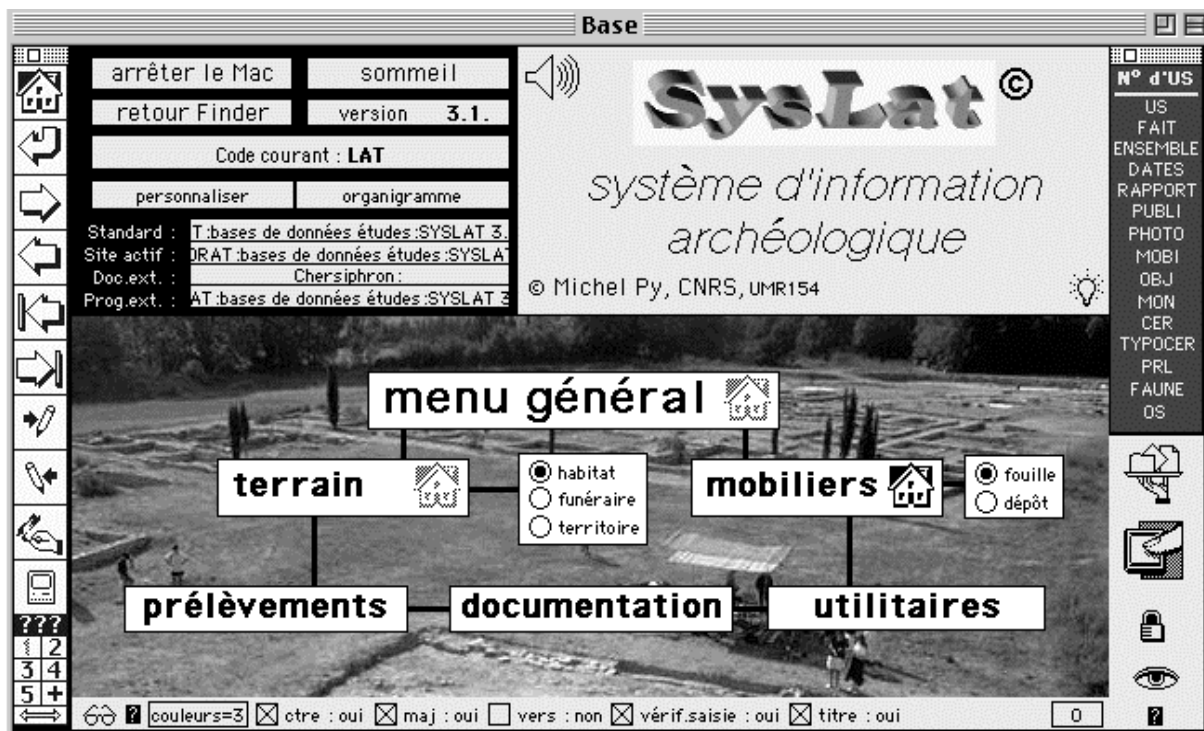 Base
arrêter le Mac
sommeil
retour Finder
version 3.1.
Code courant : LAT
personnaliser
organigramme
Standard : T :bases de données études :SYSLAT 3.
Site actif : ORAT :bases de données études :SYSLAT
Doc.ext. : Chersiphron :
Prog.ext. : AT :bases de données études :SYSLAT 3
SysLat ©
système d'information
archéologique
© Michel Py, CNRS, UMR154
N° d'US
US
FAIT
ENSEMBLE
DATES
RAPPORT
PUBLI
PHOTO
MOBI
OBJ
MON
CER
TYPOCER
PRL
FAUNE
OS
menu général
terrain
habitat
funéraire
territoire
mobiliers
fouille
dépôt
prélèvements
documentation
utilitaires
???
1 2
3 4
5 +
? couleurs=3 ctre : oui maj : oui vers : non vérif.saisie : oui titre : oui 0
?